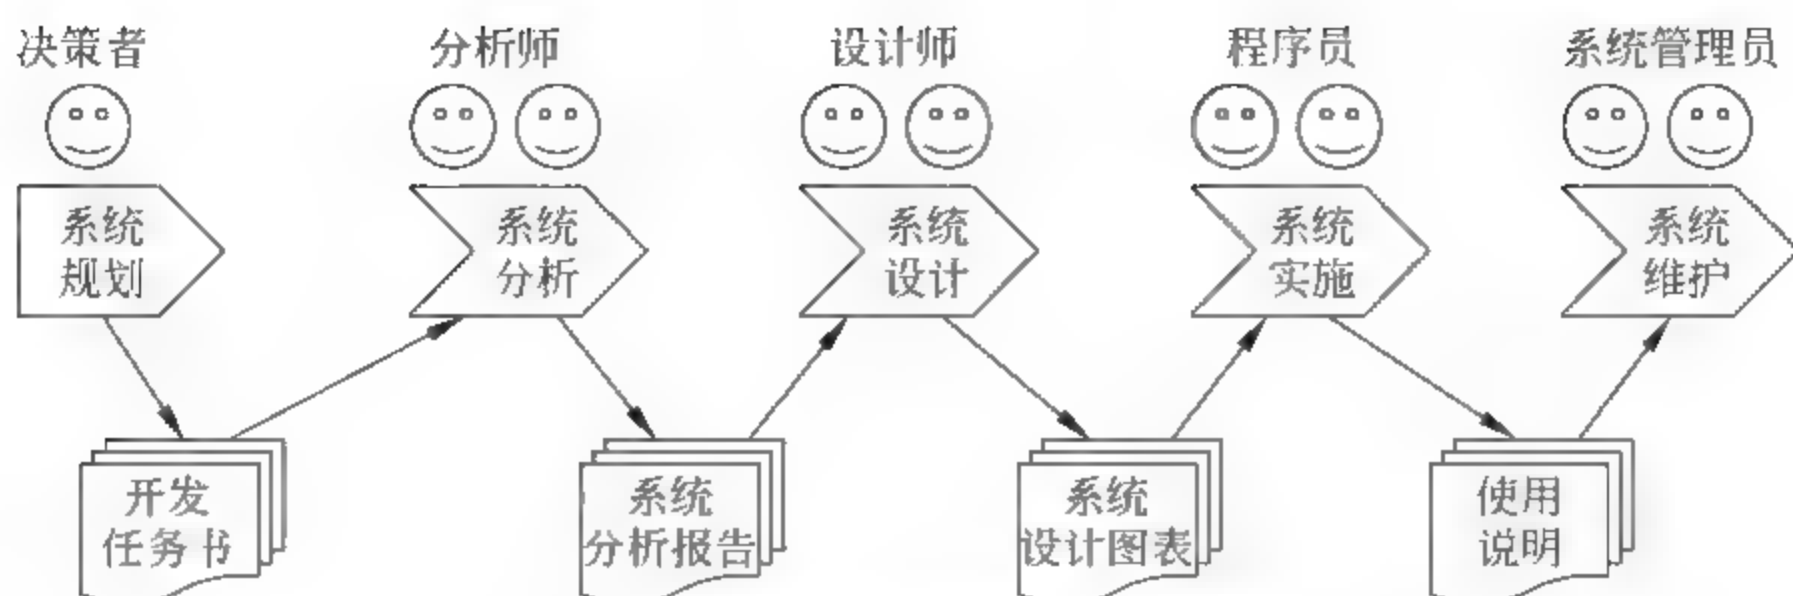 决策者
分析师
设计师
程序员
系统管理员
系统
规划
系统
分析
系统
设计
系统
实施
系统
维护
开发
任务书
系统
分析报告
系统
设计图表
使用
说明